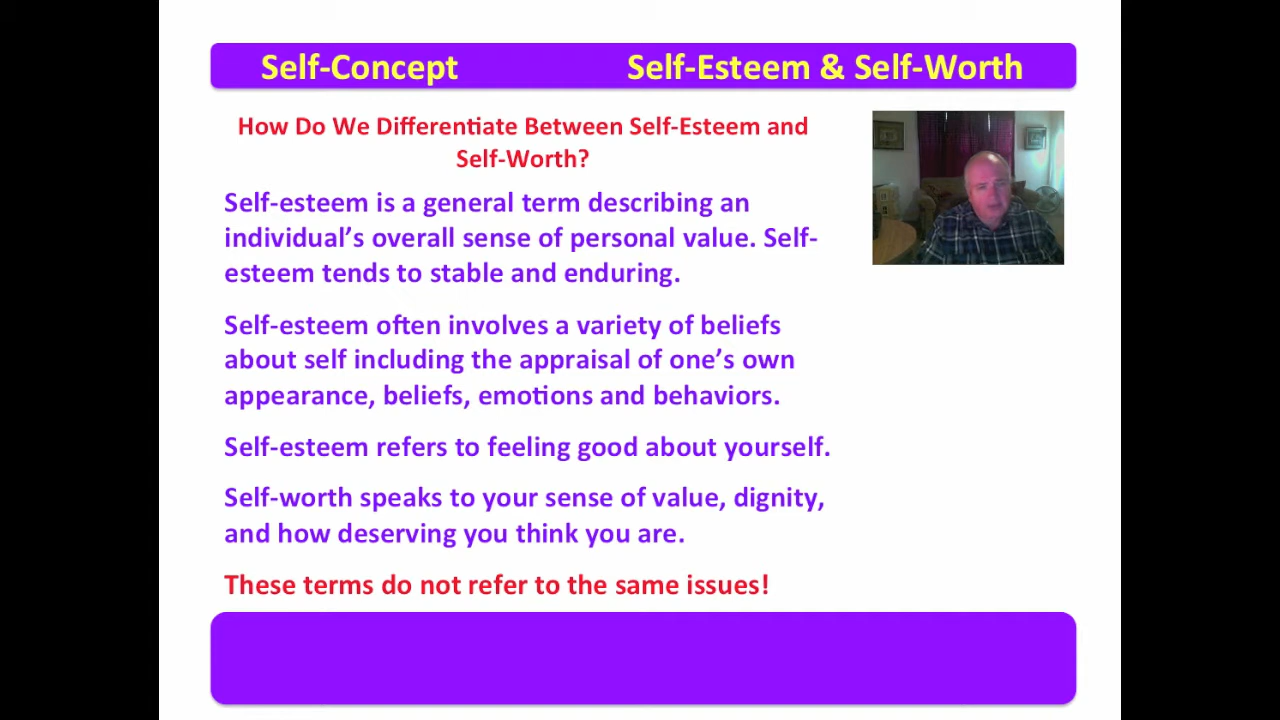 Self-Concept Self-Esteem & Self-Worth
How Do We Differentiate Between Self-Esteem and
Self-Worth?
Self-esteem is a general term describing an
individual’s overall sense of personal value. Self-
esteem tends to stable and enduring.
Self-esteem often involves a variety of beliefs
about self including the appraisal of one’s own
appearance, beliefs, emotions and behaviors.
Self-esteem refers to feeling good about yourself.
Self-worth speaks to your sense of value, dignity,
and how deserving you think you are.
These terms do not refer to the same issues!